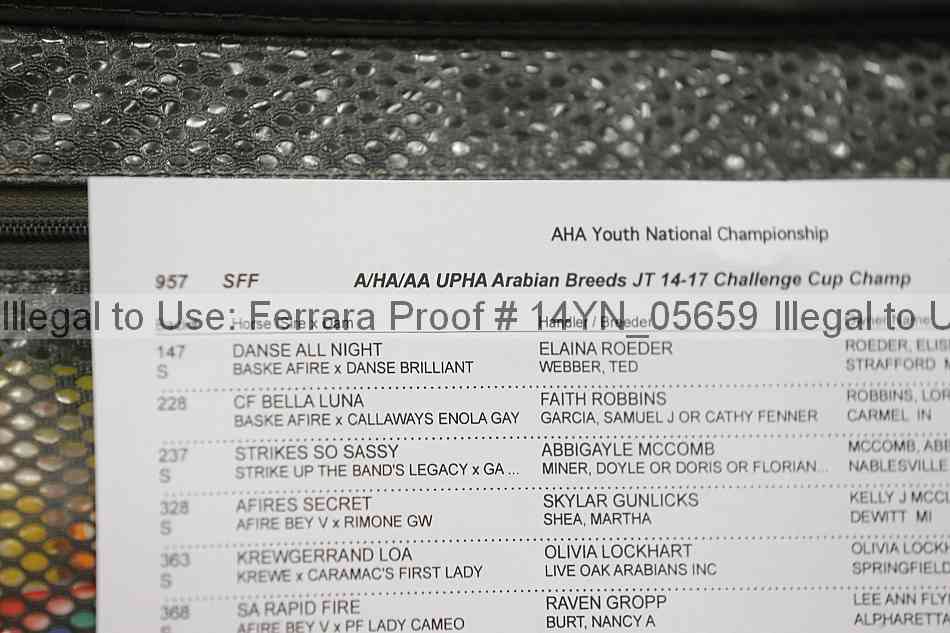 AHA Youth National Championship
957 SFF A/HA/AA UPHA Arabian Breeds JT 14-17 Challenge Cup Champ
Illegal to Use: Ferrara Proof # 14YN_05659 Illegal to U
Horse / Sire x Dam Handler / Breeder
147 DANSE ALL NIGHT ELAINA ROEDER ROEDER, ELIS
S BASKE AFIRE x DANSE BRILLIANT WEBBER, TED STRAFFORD M
228 CF BELLA LUNA FAITH ROBBINS ROBBINS, LOR
BASKE AFIRE x CALLAWAYS ENOLA GAY GARCIA, SAMUEL J OR CATHY FENNER CARMEL IN
237 STRIKES SO SASSY ABBIGAYLE MCCOMB MCCOMB, ABB
S STRIKE UP THE BAND'S LEGACY x GA ... MINER, DOYLE OR DORIS OR FLORIAN... NABLESVILLE
328 AFIRES SECRET SKYLAR GUNLICKS KELLY J MCCL
S AFIRE BEY V x RIMONE GW SHEA, MARTHA DEWITT MI
363 KREWGERRAND LOA OLIVIA LOCKHART OLIVIA LOCKH
S KREWE x CARAMAC'S FIRST LADY LIVE OAK ARABIANS INC SPRINGFIELD
368 SA RAPID FIRE RAVEN GROPP LEE ANN FLY
S AFIRE BEY V x PF LADY CAMEO BURT, NANCY A ALPHARETTA